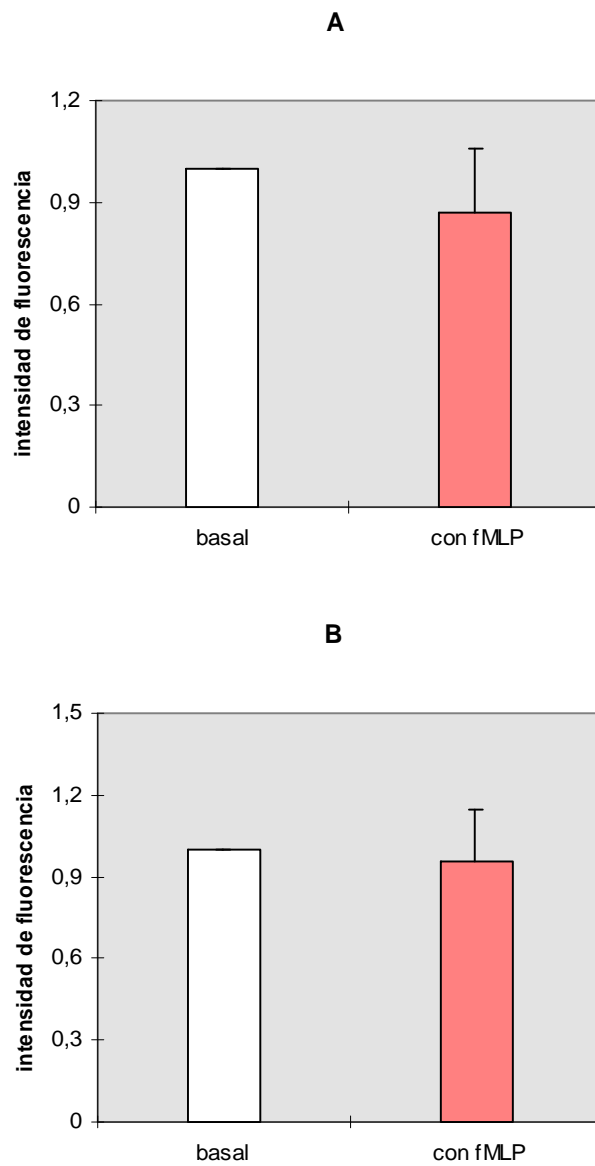 A
1,2
0,9
0,6
0,3
0
intensidad de fluorescencia
basal con fMLP
B
1,5
1,2
0,9
0,6
0,3
0
intensidad de fluorescencia
basal con fMLP